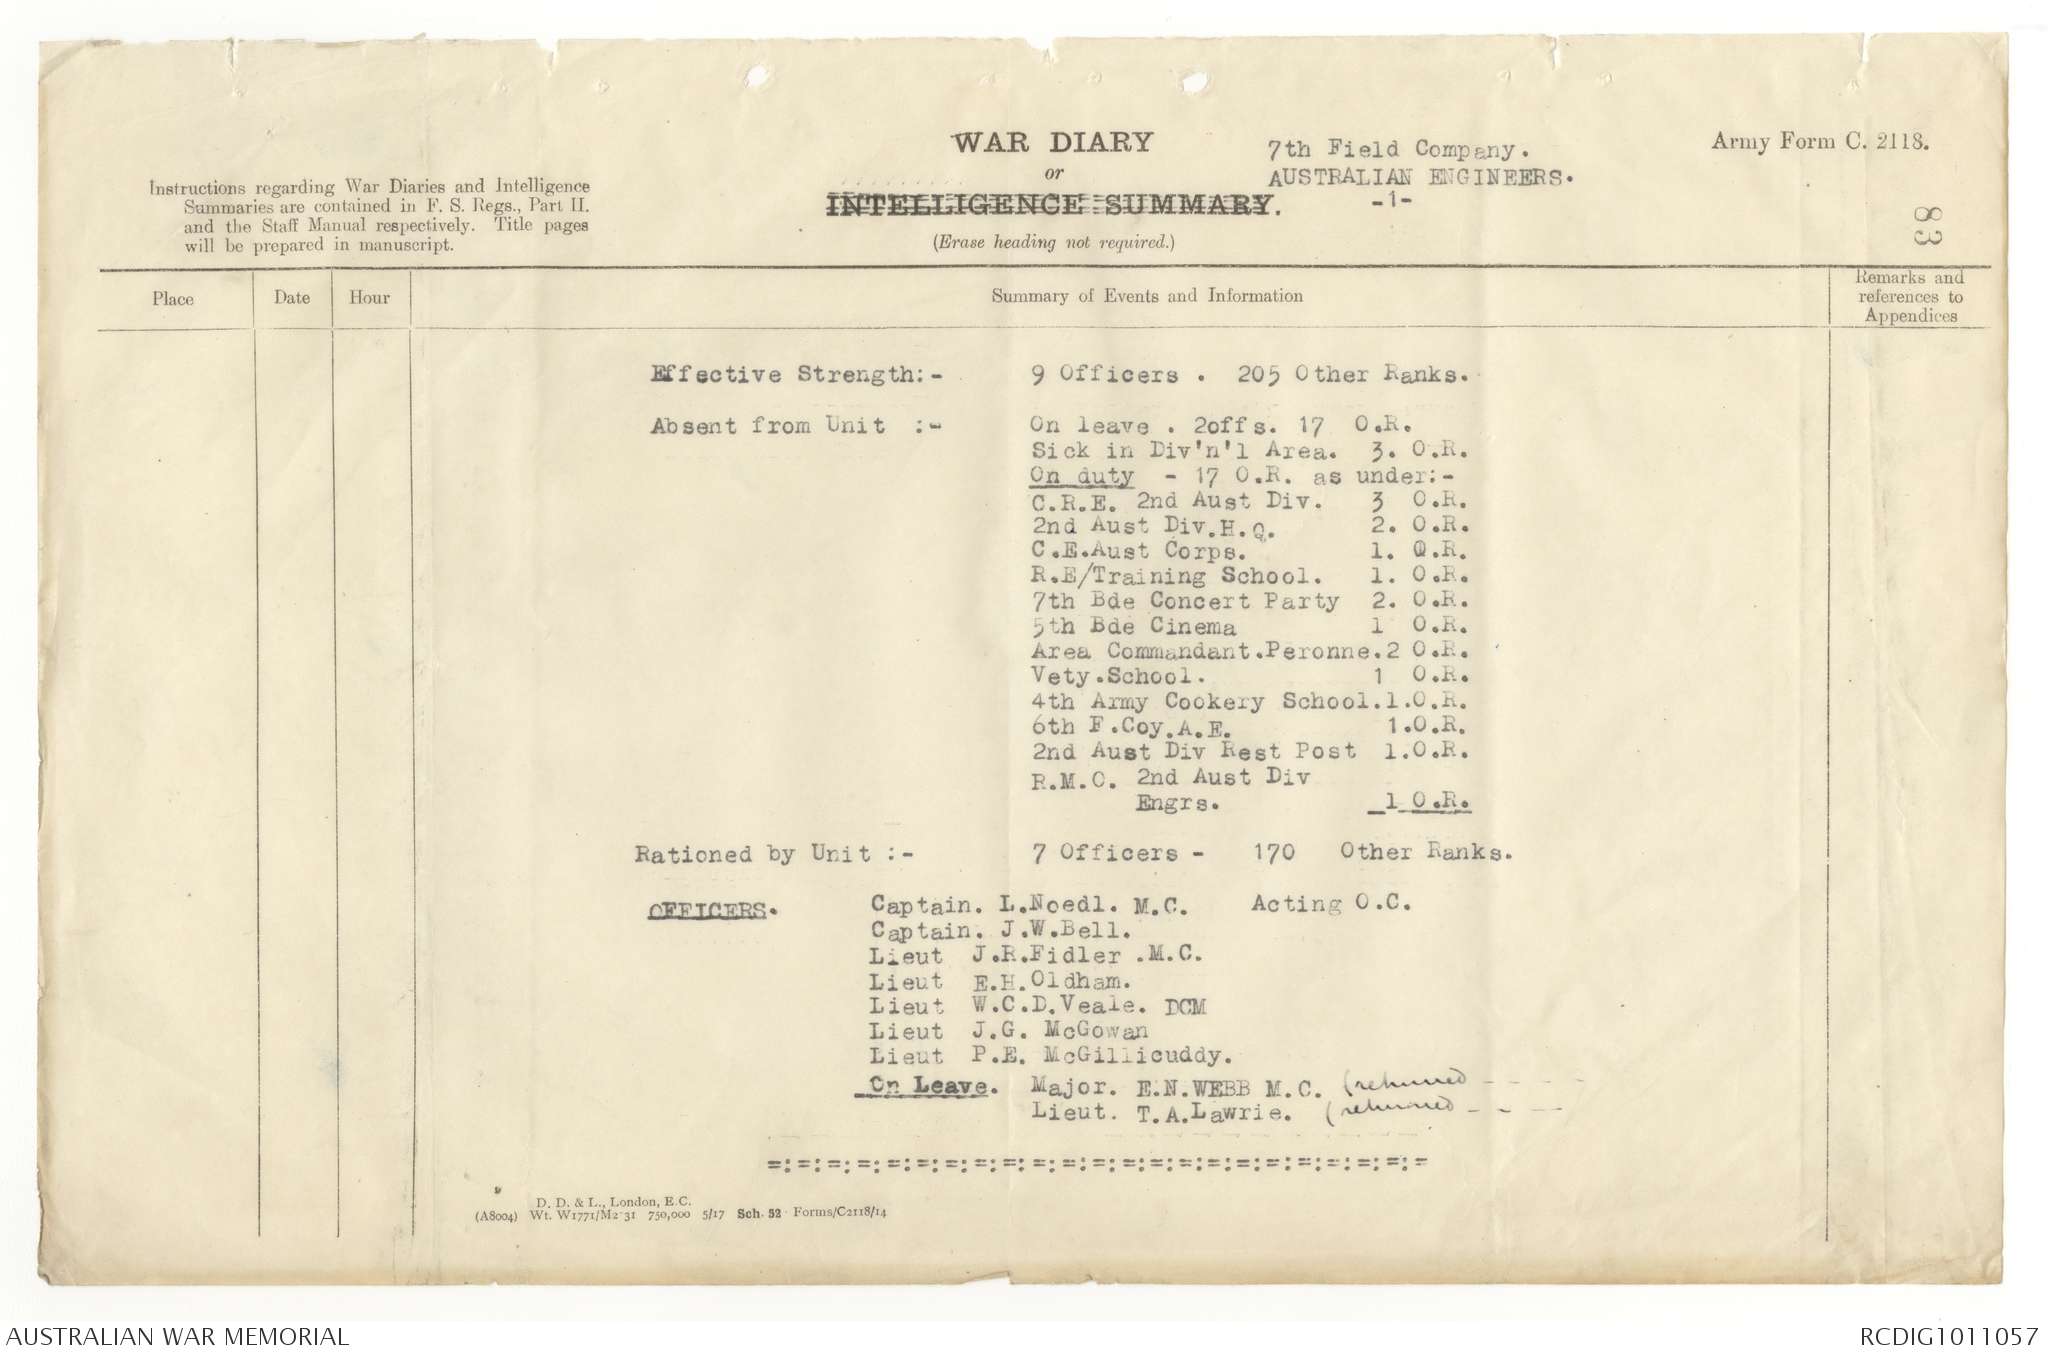 WAR DIARY
or
INTELLIGENCE SUMMARY.
(Erase heading not required.)
7th Field Company.
AUSTRALIAN ENGINEERS.
-1-
Army Form C. 2118.
83
Instructions regarding War Diaries and Intelligence
Summaries are contained in F. S. Regs., Part II.
and the Staff Manual respectively. Title pages
will be prepared in manuscript.
Place Date Hour Summary of Events and Information Remarks and
references to
Appendices
Effective Strength:- 9 Officers . 205 Other Ranks.
Absent from Unit :- On leave . 2offs. 17 O.R.
Sick in Div'n'l Area. 3. O.R.
On duty - 17 O.R. as under:-
C.R.E. 2nd Aust Div. 3 O.R.
2nd Aust Div.H.Q. 2. O.R.
C.E.Aust Corps. 1. O.R.
R.E/Training School. 1. O.R.
7th Bde Concert Party 2. O.R.
5th Bde Cinema 1 O.R.
Area Commandant.Peronne.2 O.R.
Vety.School. 1 O.R.
4th Army Cookery School.1.O.R.
6th F.Coy.A.E. 1.O.R.
2nd Aust Div Rest Post 1.O.R.
R.M.O. 2nd Aust Div
Engrs. 1 O.R.
Rationed by Unit :- 7 Officers - 170 Other Ranks.
OFFICERS. Captain. L.Noedl. M.C. Acting O.C.
Captain. J.W.Bell.
Lieut J.R.Fidler .M.C.
Lieut E.H.Oldham.
Lieut W.C.D.Veale. DCM
Lieut J.G. McGowan
Lieut P.E. McGillicuddy.
On Leave. Major. E.N.WEBB M.C. (returned - - - -
Lieut. T.A.Lawrie. (returned - - -
=:=:=:=:=:=:=:=:=:=:=:=:=:=:=:=:=:=:=:=:=:=:=
D. D. & L., London, E.C.
(A8004) Wt. W1771/M2 31 750,000 5/17 Sch. 52 Forms/C2118/14
AUSTRALIAN WAR MEMORIAL
RCDIG1011057